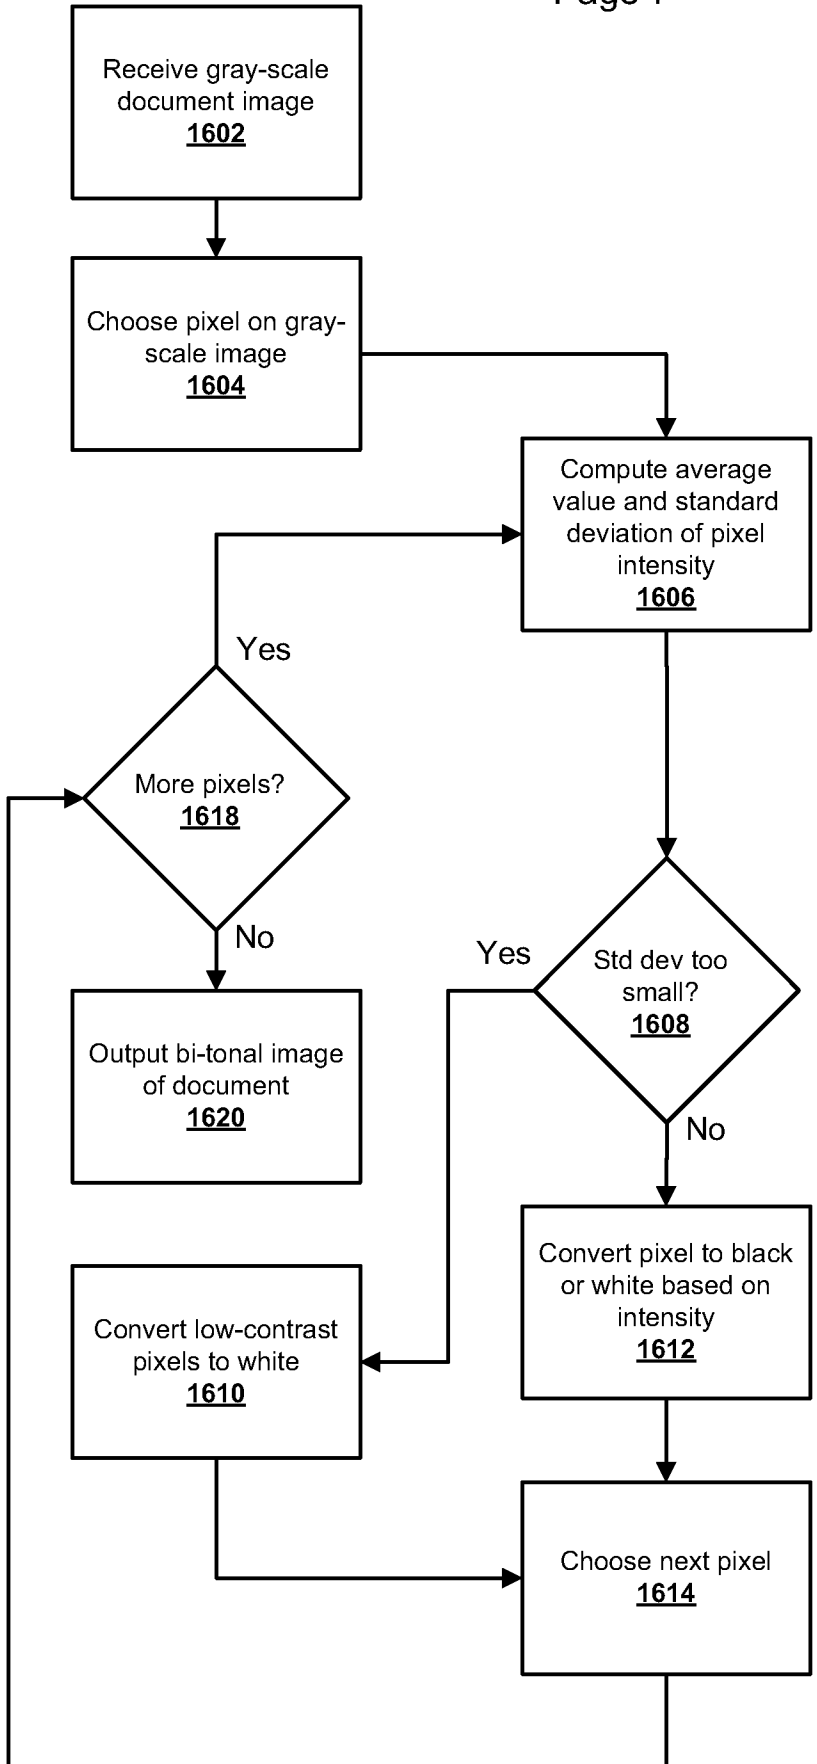 Receive gray-scale
document image
1602
Choose pixel on gray-
scale image
1604
Compute average
value and standard
deviation of pixel
intensity
1606
Yes
More pixels?
1618
No
Yes
Std dev too
small?
1608
Output bi-tonal image
of document
1620
No
Convert pixel to black
or white based on
intensity
1612
Convert low-contrast
pixels to white
1610
Choose next pixel
1614